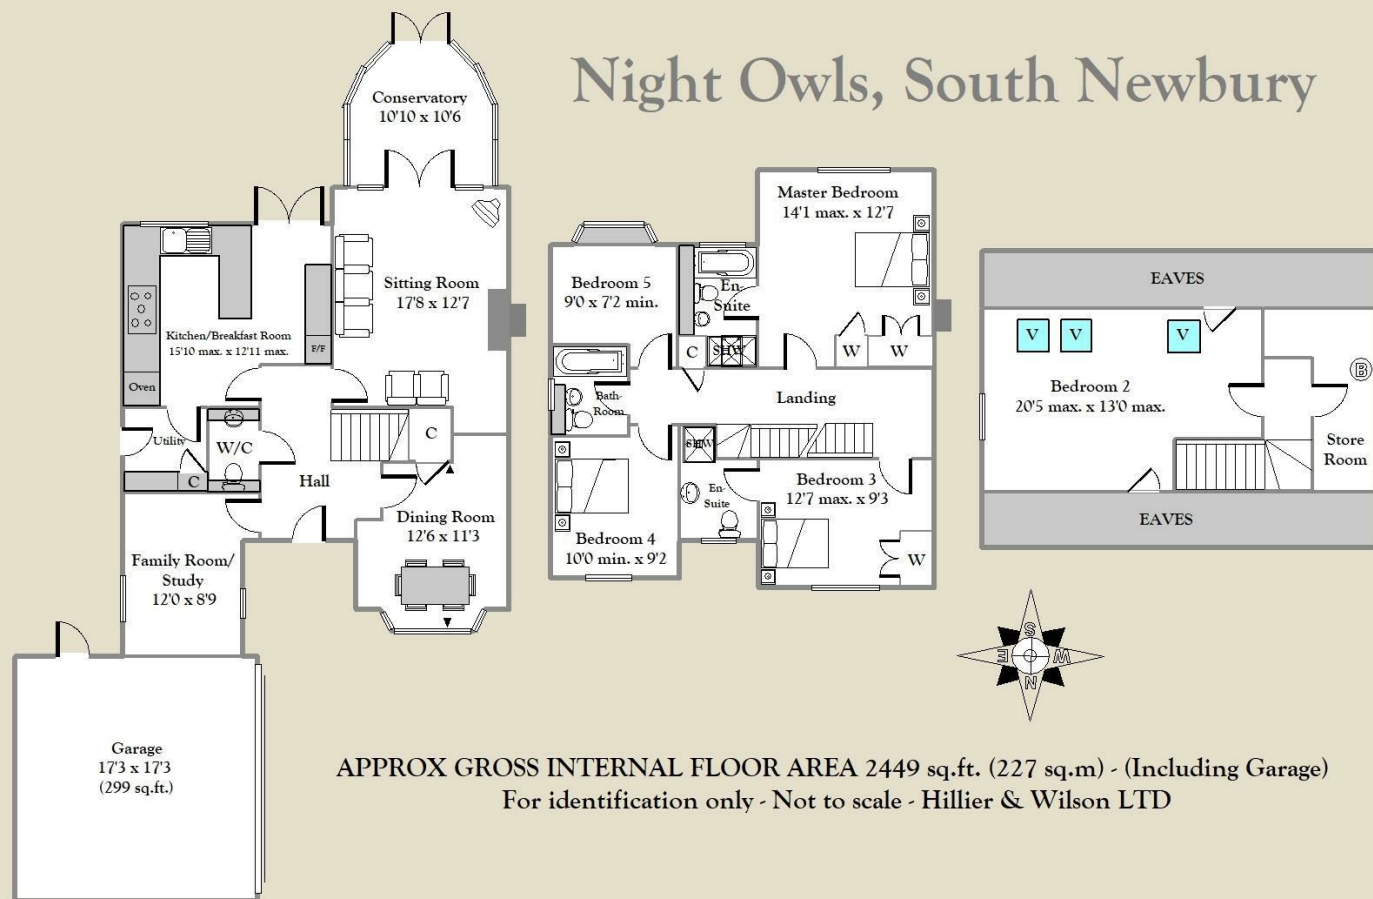 Night Owls, South Newbury
Conservatory
10'10 x 10'6
Sitting Room
17'8 x 12'7
Kitchen/Breakfast Room
15'10 max. x 12'11 max.
F/F
Oven
Utility
W/C
C
C
Hall
Dining Room
12'6 x 11'3
Family Room/
Study
12'0 x 8'9
Garage
17'3 x 17'3
(299 sq.ft.)
Master Bedroom
14'1 max. x 12'7
Bedroom 5
9'0 x 7'2 min.
En-
Suite
C
SHW
W
W
Bath-
Room
Landing
SHW
En-
Suite
Bedroom 3
12'7 max. x 9'3
W
Bedroom 4
10'0 min. x 9'2
EAVES
V
V
V
B
Bedroom 2
20'5 max. x 13'0 max.
Store
Room
EAVES
S
E
W
N
APPROX GROSS INTERNAL FLOOR AREA 2449 sq.ft. (227 sq.m) - (Including Garage)
For identification only - Not to scale - Hillier & Wilson LTD